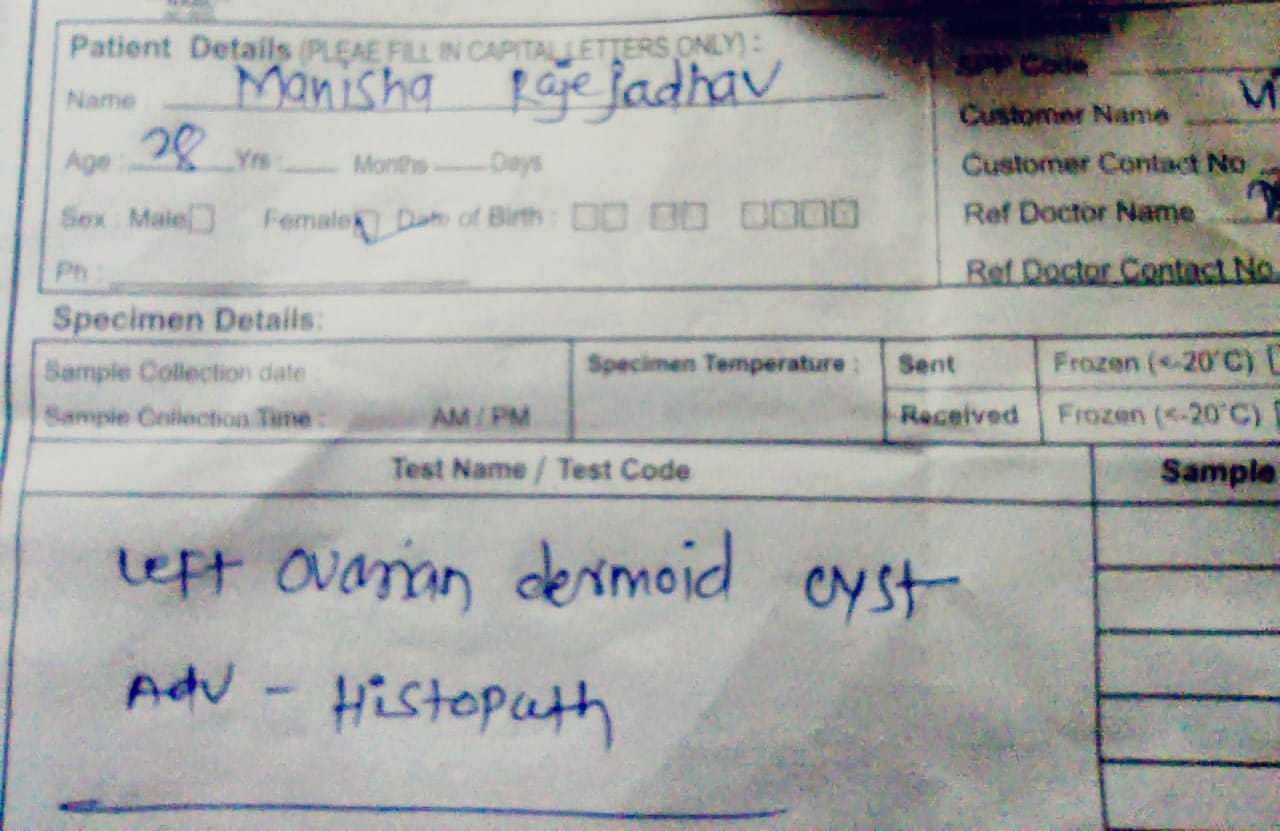 Patient Details (PLEAE FILL IN CAPITAL LETTERS ONLY) :
Name Manisha Rajejadhav
Age : 28 Yrs : Months Days
Sex : Male Female Date of Birth :
Ph :
SPP Code
Customer Name
Customer Contact No
Ref Doctor Name
Ref Doctor Contact No
Specimen Details:
Sample Collection date
Sample Collection Time : AM / PM
Specimen Temperature :
Sent Frozen (<-20°C)
Received Frozen (<-20°C)
Test Name / Test Code
Sample
Left ovarian dermoid cyst
Adv - Histopath